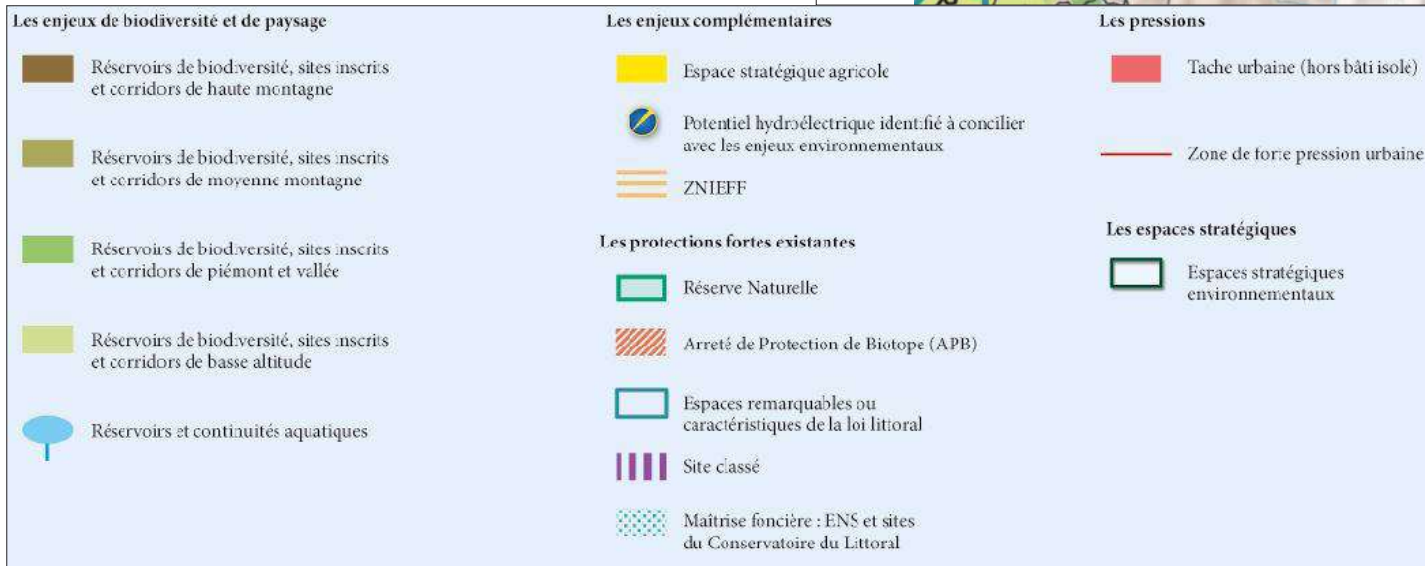 Les enjeux de biodiversité et de paysage
Réservoirs de biodiversité, sites inscrits
et corridors de haute montagne
Réservoirs de biodiversité, sites inscrits
et corridors de moyenne montagne
Réservoirs de biodiversité, sites inscrits
et corridors de piémont et vallée
Réservoirs de biodiversité, sites inscrits
et corridors de basse altitude
Réservoirs et continuités aquatiques
Les enjeux complémentaires
Espace stratégique agricole
Potentiel hydroélectrique identifié à concilier
avec les enjeux environnementaux
ZNIEFF
Les protections fortes existantes
Réserve Naturelle
Arreté de Protection de Biotope (APB)
Espaces remarquables ou
caractéristiques de la loi littoral
Site classé
Maîtrise foncière : ENS et sites
du Conservatoire du Littoral
Les pressions
Tache urbaine (hors bâti isolé)
Zone de forte pression urbaine
Les espaces stratégiques
Espaces stratégiques
environnementaux